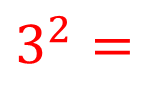 3² =